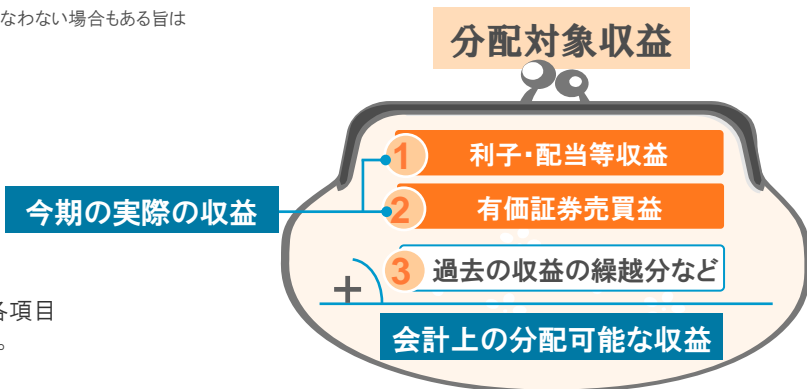 なわない場合もある旨は
分配対象収益
1 利子・配当等収益
今期の実際の収益
2 有価証券売買益
3 過去の収益の繰越分など
+
各項目
。
会計上の分配可能な収益